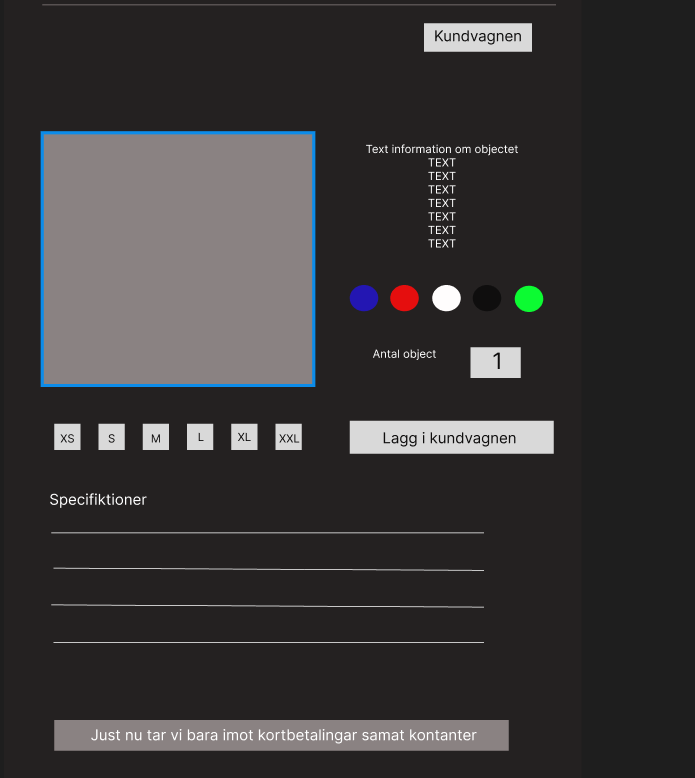 Kundvagnen
Text information om objectet
TEXT
TEXT
TEXT
TEXT
TEXT
TEXT
TEXT
Antal object 1
XS S M L XL XXL
Lagg i kundvagnen
Specifiktioner
Just nu tar vi bara imot kortbetalingar samat kontanter